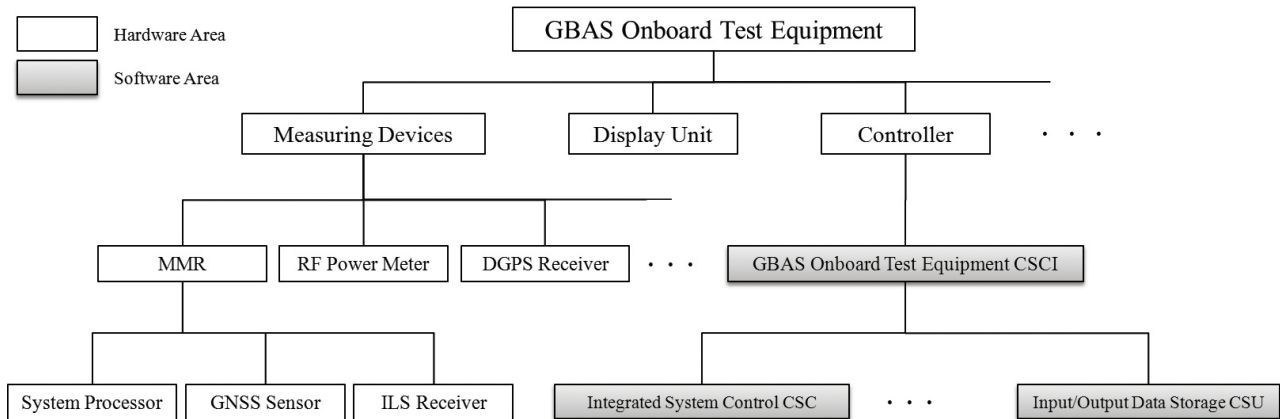 Hardware Area
GBAS Onboard Test Equipment
Software Area
Measuring Devices
Display Unit
Controller
. . .
MMR
RF Power Meter
DGPS Receiver
. . .
GBAS Onboard Test Equipment CSCI
System Processor
GNSS Sensor
ILS Receiver
Integrated System Control CSC
. . .
Input/Output Data Storage CSU